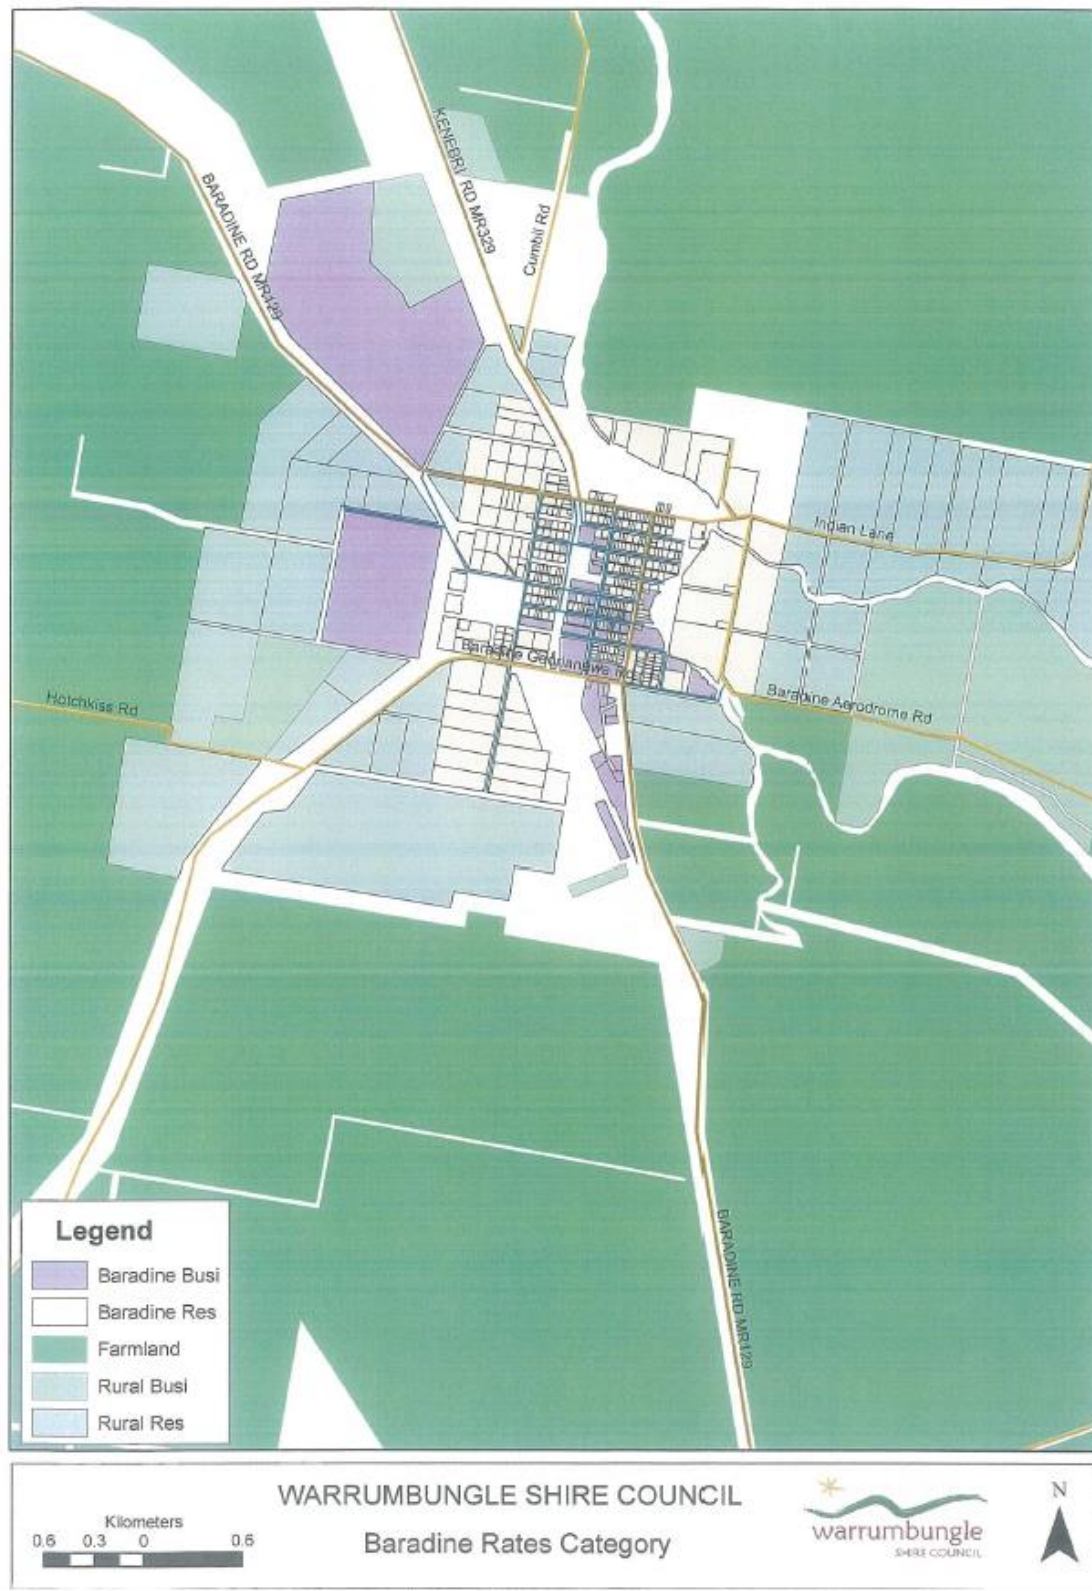 KENEBRI RD MR329
BARADINE RD MR129
Cumbil Rd
Indian Lane
Baradine
Hotchkiss Rd
Baradine Aerodrome Rd
BARADINE RD MR129
Legend
Baradine Busi
Baradine Res
Farmland
Rural Busi
Rural Res
WARRUMBUNGLE SHIRE COUNCIL
Baradine Rates Category
Kilometers
0.6 0.3 0 0.6
warrumbungle
SHIRE COUNCIL
N